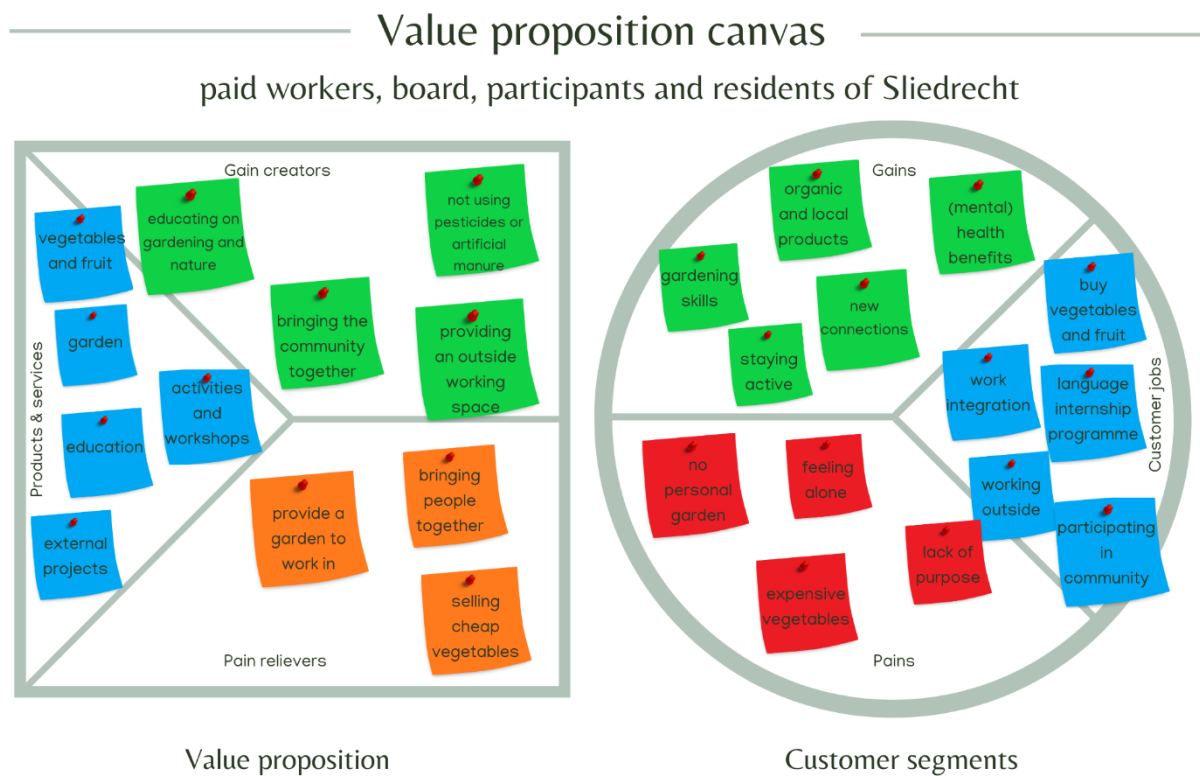 Value proposition canvas
paid workers, board, participants and residents of Sliedrecht
Gain creators
vegetables
and fruit
educating on
gardening and
nature
not using
pesticides or
artificial
manure
bringing the
community
together
providing
an outside
working
space
garden
activities
and
workshops
education
external
projects
Products & services
provide a
garden to
work in
bringing
people
together
selling
cheap
vegetables
Pain relievers
Value proposition
Gains
organic
and local
products
(mental)
health
benefits
gardening
skills
new
connections
staying
active
buy
vegetables
and fruit
work
integration
language
internship
programme
working
outside
participating
in
community
Customer jobs
no
personal
garden
feeling
alone
lack of
purpose
expensive
vegetables
Pains
Customer segments